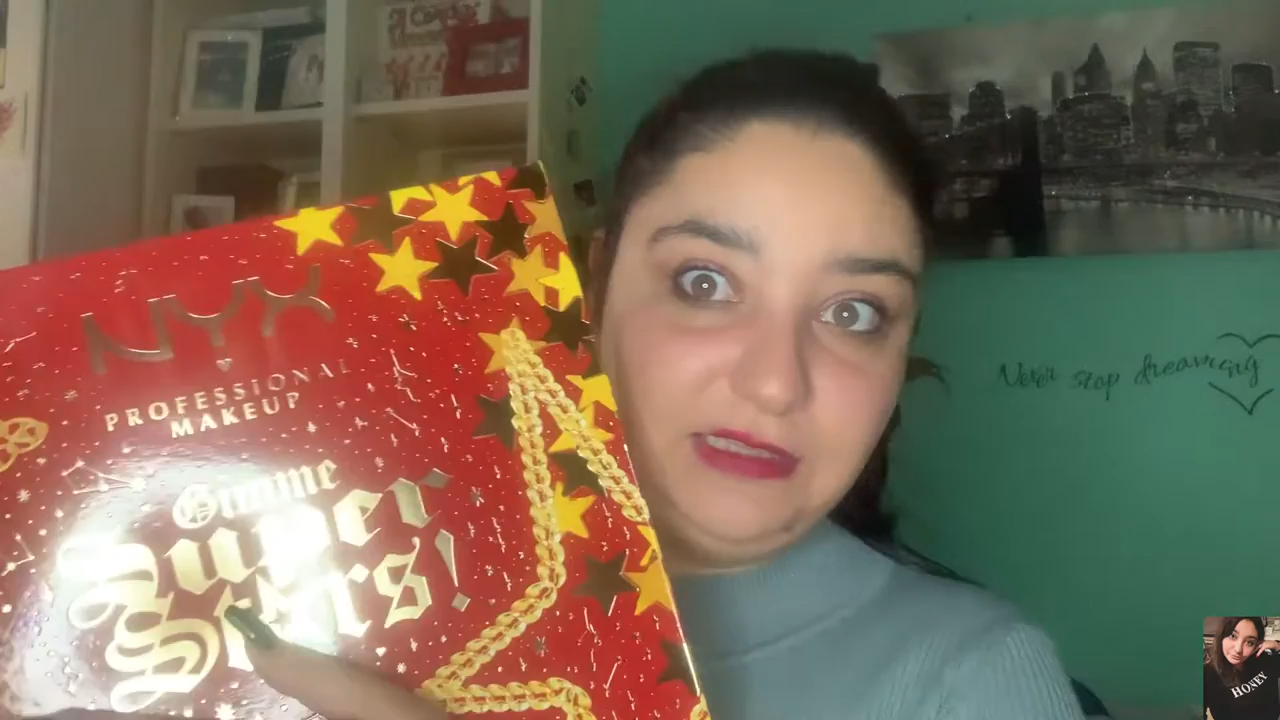 NYX
PROFESSIONAL
MAKEUP
Gimme
Super
Stars!
Never stop dreaming
HONEY